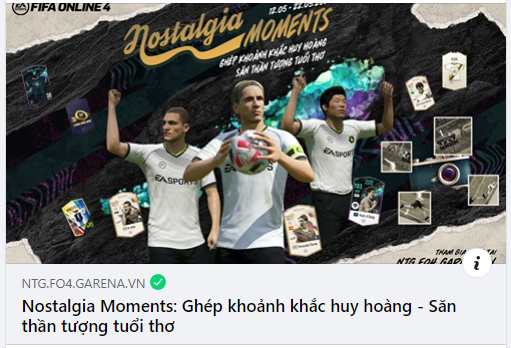 FIFA ONLINE 4
12.05 - 22.05
Nostalgia
MOMENTS
GHÉP KHOẢNH KHẮC HUY HOÀNG
SĂN THẦN TƯỢNG TUỔI THƠ
EA SPORTS
EA SPORTS
EA SPORTS
THAM GIA TẠI
NTG.FO4.GARENA.VN
NTG.FO4.GARENA.VN
Nostalgia Moments: Ghép khoảnh khắc huy hoàng - Săn
thần tượng tuổi thơ